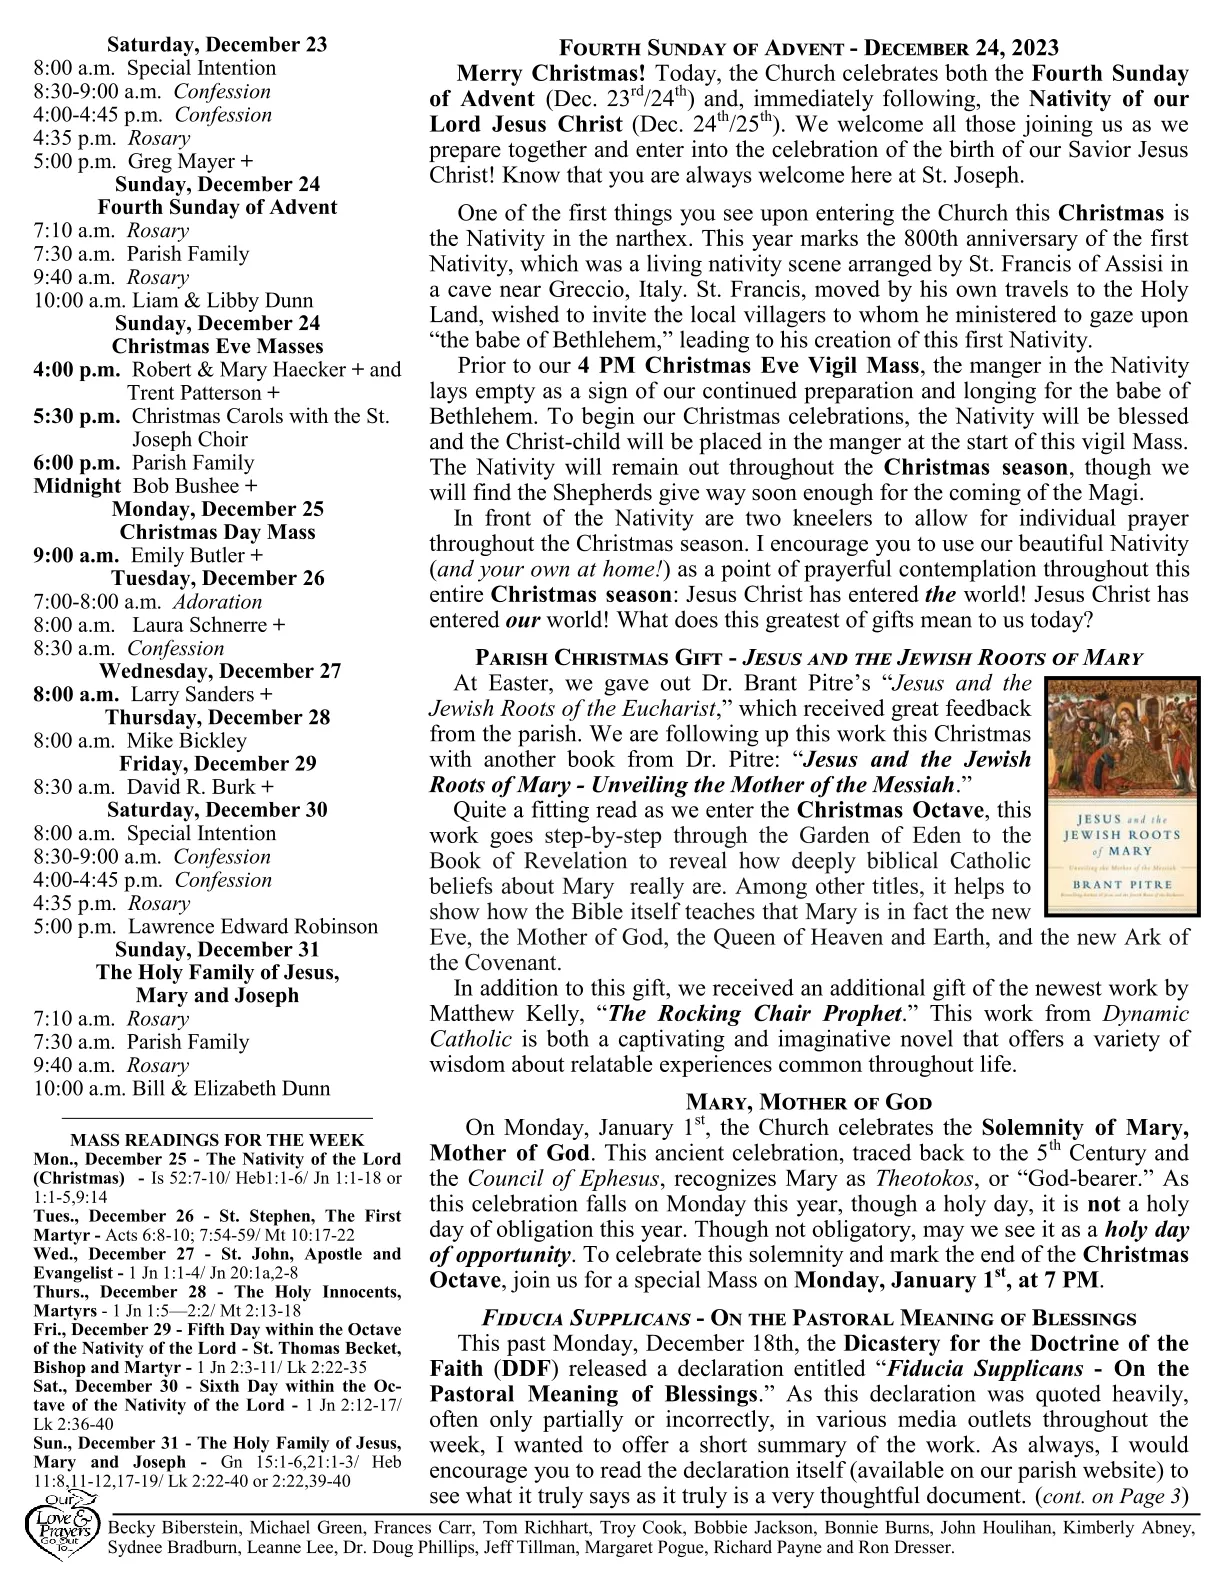 Saturday, December 23
8:00 a.m. Special Intention
8:30-9:00 a.m. Confession
4:00-4:45 p.m. Confession
4:35 p.m. Rosary
5:00 p.m. Greg Mayer +
Sunday, December 24
Fourth Sunday of Advent
7:10 a.m. Rosary
7:30 a.m. Parish Family
9:40 a.m. Rosary
10:00 a.m. Liam & Libby Dunn
Sunday, December 24
Christmas Eve Masses
4:00 p.m. Robert & Mary Haecker + and
Trent Patterson +
5:30 p.m. Christmas Carols with the St.
Joseph Choir
6:00 p.m. Parish Family
Midnight Bob Bushee +
Monday, December 25
Christmas Day Mass
9:00 a.m. Emily Butler +
Tuesday, December 26
7:00-8:00 a.m. Adoration
8:00 a.m. Laura Schnerre +
8:30 a.m. Confession
Wednesday, December 27
8:00 a.m. Larry Sanders +
Thursday, December 28
8:00 a.m. Mike Bickley
Friday, December 29
8:30 a.m. David R. Burk +
Saturday, December 30
8:00 a.m. Special Intention
8:30-9:00 a.m. Confession
4:00-4:45 p.m. Confession
4:35 p.m. Rosary
5:00 p.m. Lawrence Edward Robinson
Sunday, December 31
The Holy Family of Jesus,
Mary and Joseph
7:10 a.m. Rosary
7:30 a.m. Parish Family
9:40 a.m. Rosary
10:00 a.m. Bill & Elizabeth Dunn
MASS READINGS FOR THE WEEK
Mon., December 25 - The Nativity of the Lord
(Christmas) - Is 52:7-10/ Heb1:1-6/ Jn 1:1-18 or
1:1-5,9:14
Tues., December 26 - St. Stephen, The First
Martyr - Acts 6:8-10; 7:54-59/ Mt 10:17-22
Wed., December 27 - St. John, Apostle and
Evangelist - 1 Jn 1:1-4/ Jn 20:1a,2-8
Thurs., December 28 - The Holy Innocents,
Martyrs - 1 Jn 1:5—2:2/ Mt 2:13-18
Fri., December 29 - Fifth Day within the Octave
of the Nativity of the Lord - St. Thomas Becket,
Bishop and Martyr - 1 Jn 2:3-11/ Lk 2:22-35
Sat., December 30 - Sixth Day within the Oc-
tave of the Nativity of the Lord - 1 Jn 2:12-17/
Lk 2:36-40
Sun., December 31 - The Holy Family of Jesus,
Mary and Joseph - Gn 15:1-6,21:1-3/ Heb
11:8,11-12,17-19/ Lk 2:22-40 or 2:22,39-40
FOURTH SUNDAY OF ADVENT - DECEMBER 24, 2023
Merry Christmas! Today, the Church celebrates both the Fourth Sunday
of Advent (Dec. 23rd/24th) and, immediately following, the Nativity of our
Lord Jesus Christ (Dec. 24th/25th). We welcome all those joining us as we
prepare together and enter into the celebration of the birth of our Savior Jesus
Christ! Know that you are always welcome here at St. Joseph.
One of the first things you see upon entering the Church this Christmas is
the Nativity in the narthex. This year marks the 800th anniversary of the first
Nativity, which was a living nativity scene arranged by St. Francis of Assisi in
a cave near Greccio, Italy. St. Francis, moved by his own travels to the Holy
Land, wished to invite the local villagers to whom he ministered to gaze upon
“the babe of Bethlehem,” leading to his creation of this first Nativity.
Prior to our 4 PM Christmas Eve Vigil Mass, the manger in the Nativity
lays empty as a sign of our continued preparation and longing for the babe of
Bethlehem. To begin our Christmas celebrations, the Nativity will be blessed
and the Christ-child will be placed in the manger at the start of this vigil Mass.
The Nativity will remain out throughout the Christmas season, though we
will find the Shepherds give way soon enough for the coming of the Magi.
In front of the Nativity are two kneelers to allow for individual prayer
throughout the Christmas season. I encourage you to use our beautiful Nativity
(and your own at home!) as a point of prayerful contemplation throughout this
entire Christmas season: Jesus Christ has entered the world! Jesus Christ has
entered our world! What does this greatest of gifts mean to us today?
PARISH CHRISTMAS GIFT - JESUS AND THE JEWISH ROOTS OF MARY
At Easter, we gave out Dr. Brant Pitre’s “Jesus and the
Jewish Roots of the Eucharist,” which received great feedback
from the parish. We are following up this work this Christmas
with another book from Dr. Pitre: “Jesus and the Jewish
Roots of Mary - Unveiling the Mother of the Messiah.”
Quite a fitting read as we enter the Christmas Octave, this
work goes step-by-step through the Garden of Eden to the
Book of Revelation to reveal how deeply biblical Catholic
beliefs about Mary really are. Among other titles, it helps to
show how the Bible itself teaches that Mary is in fact the new
Eve, the Mother of God, the Queen of Heaven and Earth, and the new Ark of
the Covenant.
JESUS and the
JEWISH ROOTS
of MARY
Unveiling the Mother of the Messiah
BRANT PITRE
In addition to this gift, we received an additional gift of the newest work by
Matthew Kelly, “The Rocking Chair Prophet.” This work from Dynamic
Catholic is both a captivating and imaginative novel that offers a variety of
wisdom about relatable experiences common throughout life.
MARY, MOTHER OF GOD
On Monday, January 1st, the Church celebrates the Solemnity of Mary,
Mother of God. This ancient celebration, traced back to the 5th Century and
the Council of Ephesus, recognizes Mary as Theotokos, or “God-bearer.” As
this celebration falls on Monday this year, though a holy day, it is not a holy
day of obligation this year. Though not obligatory, may we see it as a holy day
of opportunity. To celebrate this solemnity and mark the end of the Christmas
Octave, join us for a special Mass on Monday, January 1st, at 7 PM.
FIDUCIA SUPPLICANS - ON THE PASTORAL MEANING OF BLESSINGS
This past Monday, December 18th, the Dicastery for the Doctrine of the
Faith (DDF) released a declaration entitled “Fiducia Supplicans - On the
Pastoral Meaning of Blessings.” As this declaration was quoted heavily,
often only partially or incorrectly, in various media outlets throughout the
week, I wanted to offer a short summary of the work. As always, I would
encourage you to read the declaration itself (available on our parish website) to
see what it truly says as it truly is a very thoughtful document. (cont. on Page 3)
Our
Love &
Prayers
Go Out
To...
Becky Biberstein, Michael Green, Frances Carr, Tom Richhart, Troy Cook, Bobbie Jackson, Bonnie Burns, John Houlihan, Kimberly Abney,
Sydnee Bradburn, Leanne Lee, Dr. Doug Phillips, Jeff Tillman, Margaret Pogue, Richard Payne and Ron Dresser.